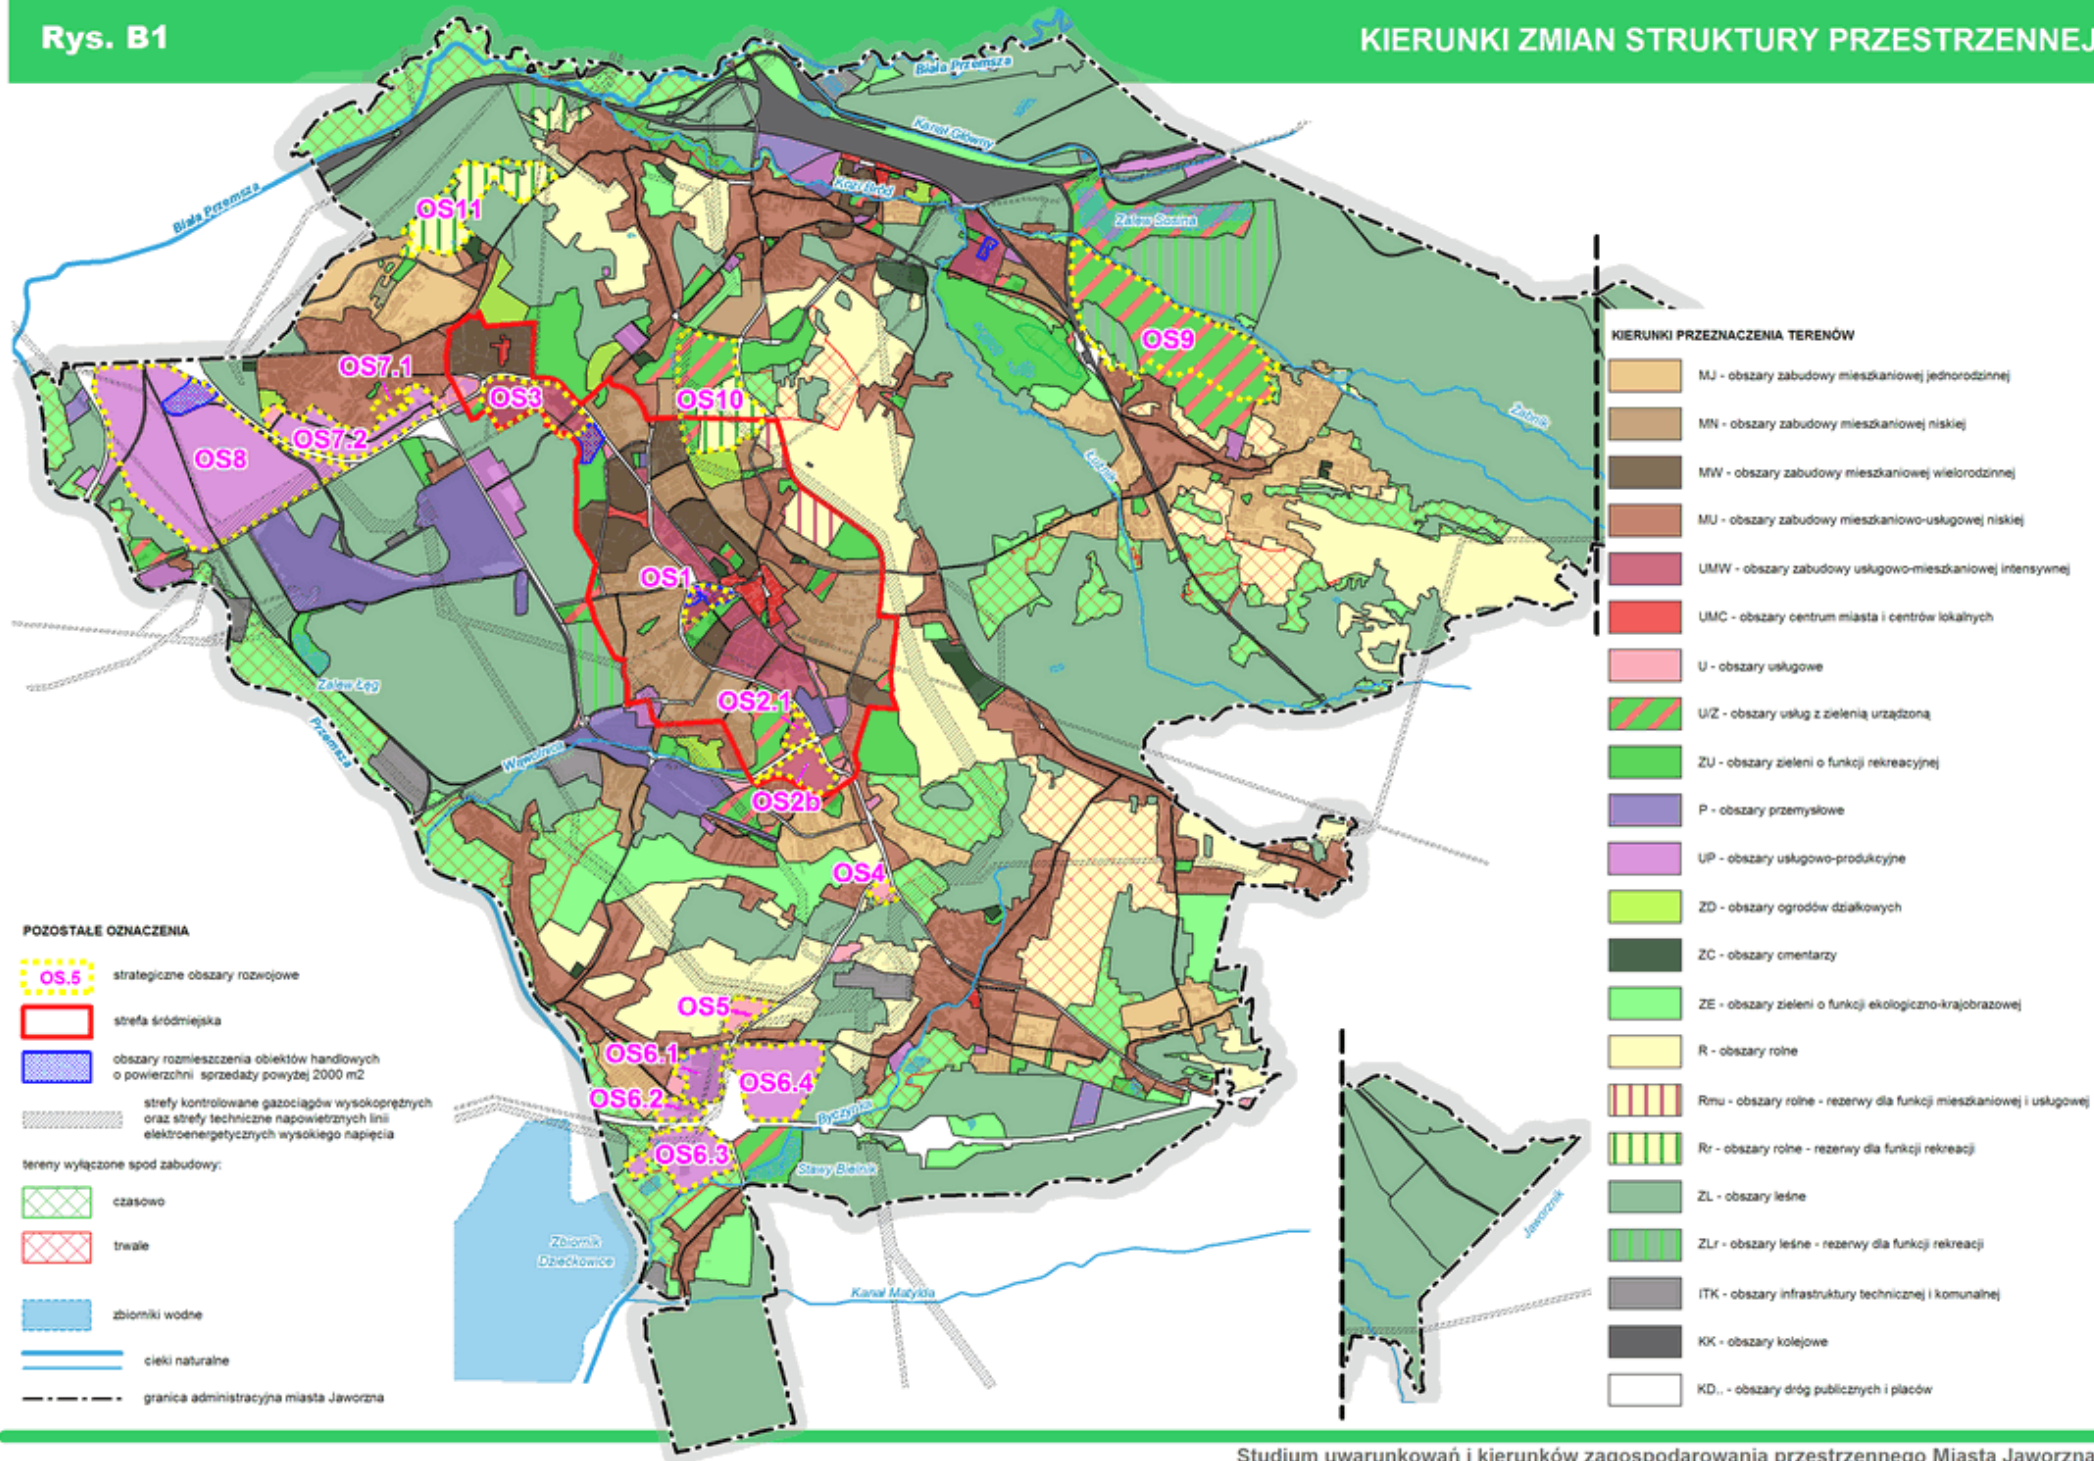 Rys. B1
KIERUNKI ZMIAN STRUKTURY PRZESTRZENNEJ
Biała Przemsza
Kanał Główny
Biała Przemsza
Kozi Bród
Zalew Sosina
OS11
OS9
OS7.1
OS3
OS10
OS7.2
OS8
Żabnik
Łużnik
OS1
Zalew Łęg
Przemsza
OS2.1
Wąwolnica
OS2b
OS4
OS5
OS6.1
OS6.4
OS6.2
Byczynka
OS6.3
Stawy Bielnik
Zbiornik
Dziećkowice
Kanał Matylda
Jaworznik
KIERUNKI PRZEZNACZENIA TERENÓW
MJ - obszary zabudowy mieszkaniowej jednorodzinnej
MN - obszary zabudowy mieszkaniowej niskiej
MW - obszary zabudowy mieszkaniowej wielorodzinnej
MU - obszary zabudowy mieszkaniowo-usługowej niskiej
UMW - obszary zabudowy usługowo-mieszkaniowej intensywnej
UMC - obszary centrum miasta i centrów lokalnych
U - obszary usługowe
U/Z - obszary usług z zielenią urządzoną
ZU - obszary zieleni o funkcji rekreacyjnej
P - obszary przemysłowe
UP - obszary usługowo-produkcyjne
ZD - obszary ogrodów działkowych
ZC - obszary cmentarzy
ZE - obszary zieleni o funkcji ekologiczno-krajobrazowej
R - obszary rolne
Rmu - obszary rolne - rezerwy dla funkcji mieszkaniowej i usługowej
Rr - obszary rolne - rezerwy dla funkcji rekreacji
ZL - obszary leśne
ZLr - obszary leśne - rezerwy dla funkcji rekreacji
ITK - obszary infrastruktury technicznej i komunalnej
KK - obszary kolejowe
KD.. - obszary dróg publicznych i placów
POZOSTAŁE OZNACZENIA
OS.5
strategiczne obszary rozwojowe
strefa śródmiejska
obszary rozmieszczenia obiektów handlowych
o powierzchni sprzedaży powyżej 2000 m2
strefy kontrolowane gazociągów wysokoprężnych
oraz strefy techniczne napowietrznych linii
elektroenergetycznych wysokiego napięcia
tereny wyłączone spod zabudowy:
czasowo
trwale
zbiorniki wodne
cieki naturalne
granica administracyjna miasta Jaworzna
Studium uwarunkowań i kierunków zagospodarowania przestrzennego Miasta Jaworzna